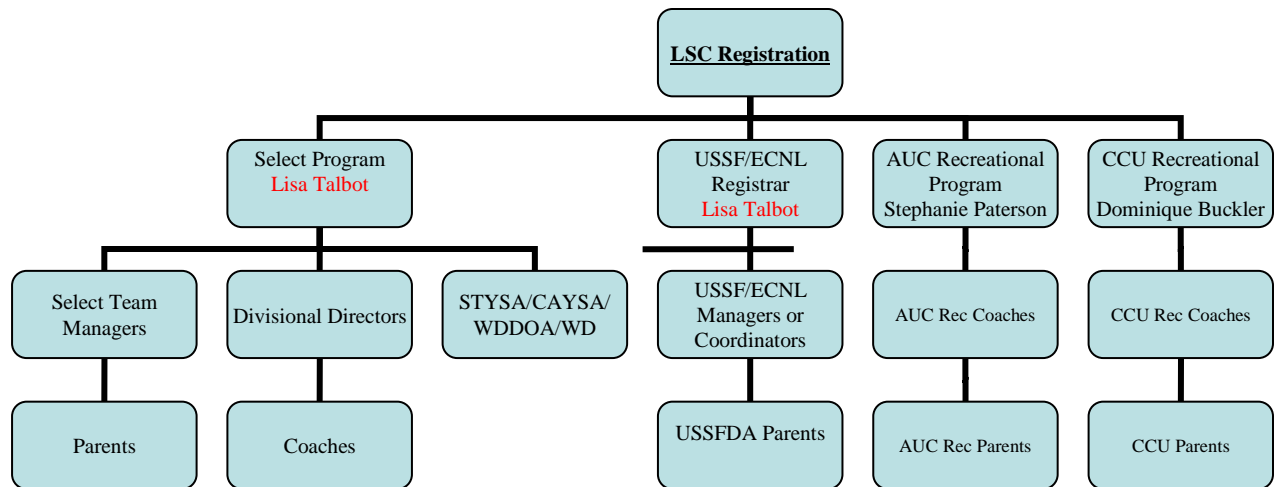 LSC Registration
Select Program
Lisa Talbot
USSF/ECNL
Registrar
Lisa Talbot
AUC Recreational
Program
Stephanie Paterson
CCU Recreational
Program
Dominique Buckler
Select Team
Managers
Divisional Directors
STYSA/CAYSA/
WDDOA/WD
USSF/ECNL
Managers or
Coordinators
AUC Rec Coaches
CCU Rec Coaches
Parents
Coaches
USSFDA Parents
AUC Rec Parents
CCU Parents